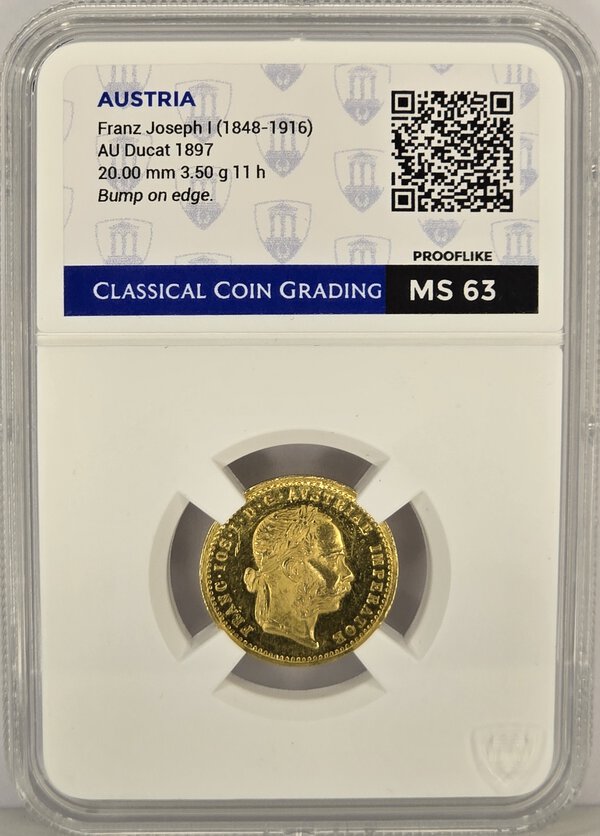 AUSTRIA
Franz Joseph I (1848-1916)
AU Ducat 1897
20.00 mm 3.50 g 11 h
Bump on edge.
PROOFLIKE
CLASSICAL COIN GRADING
MS 63
FRANC·IOS·I·D·G·AVSTRIAE IMPERATOR